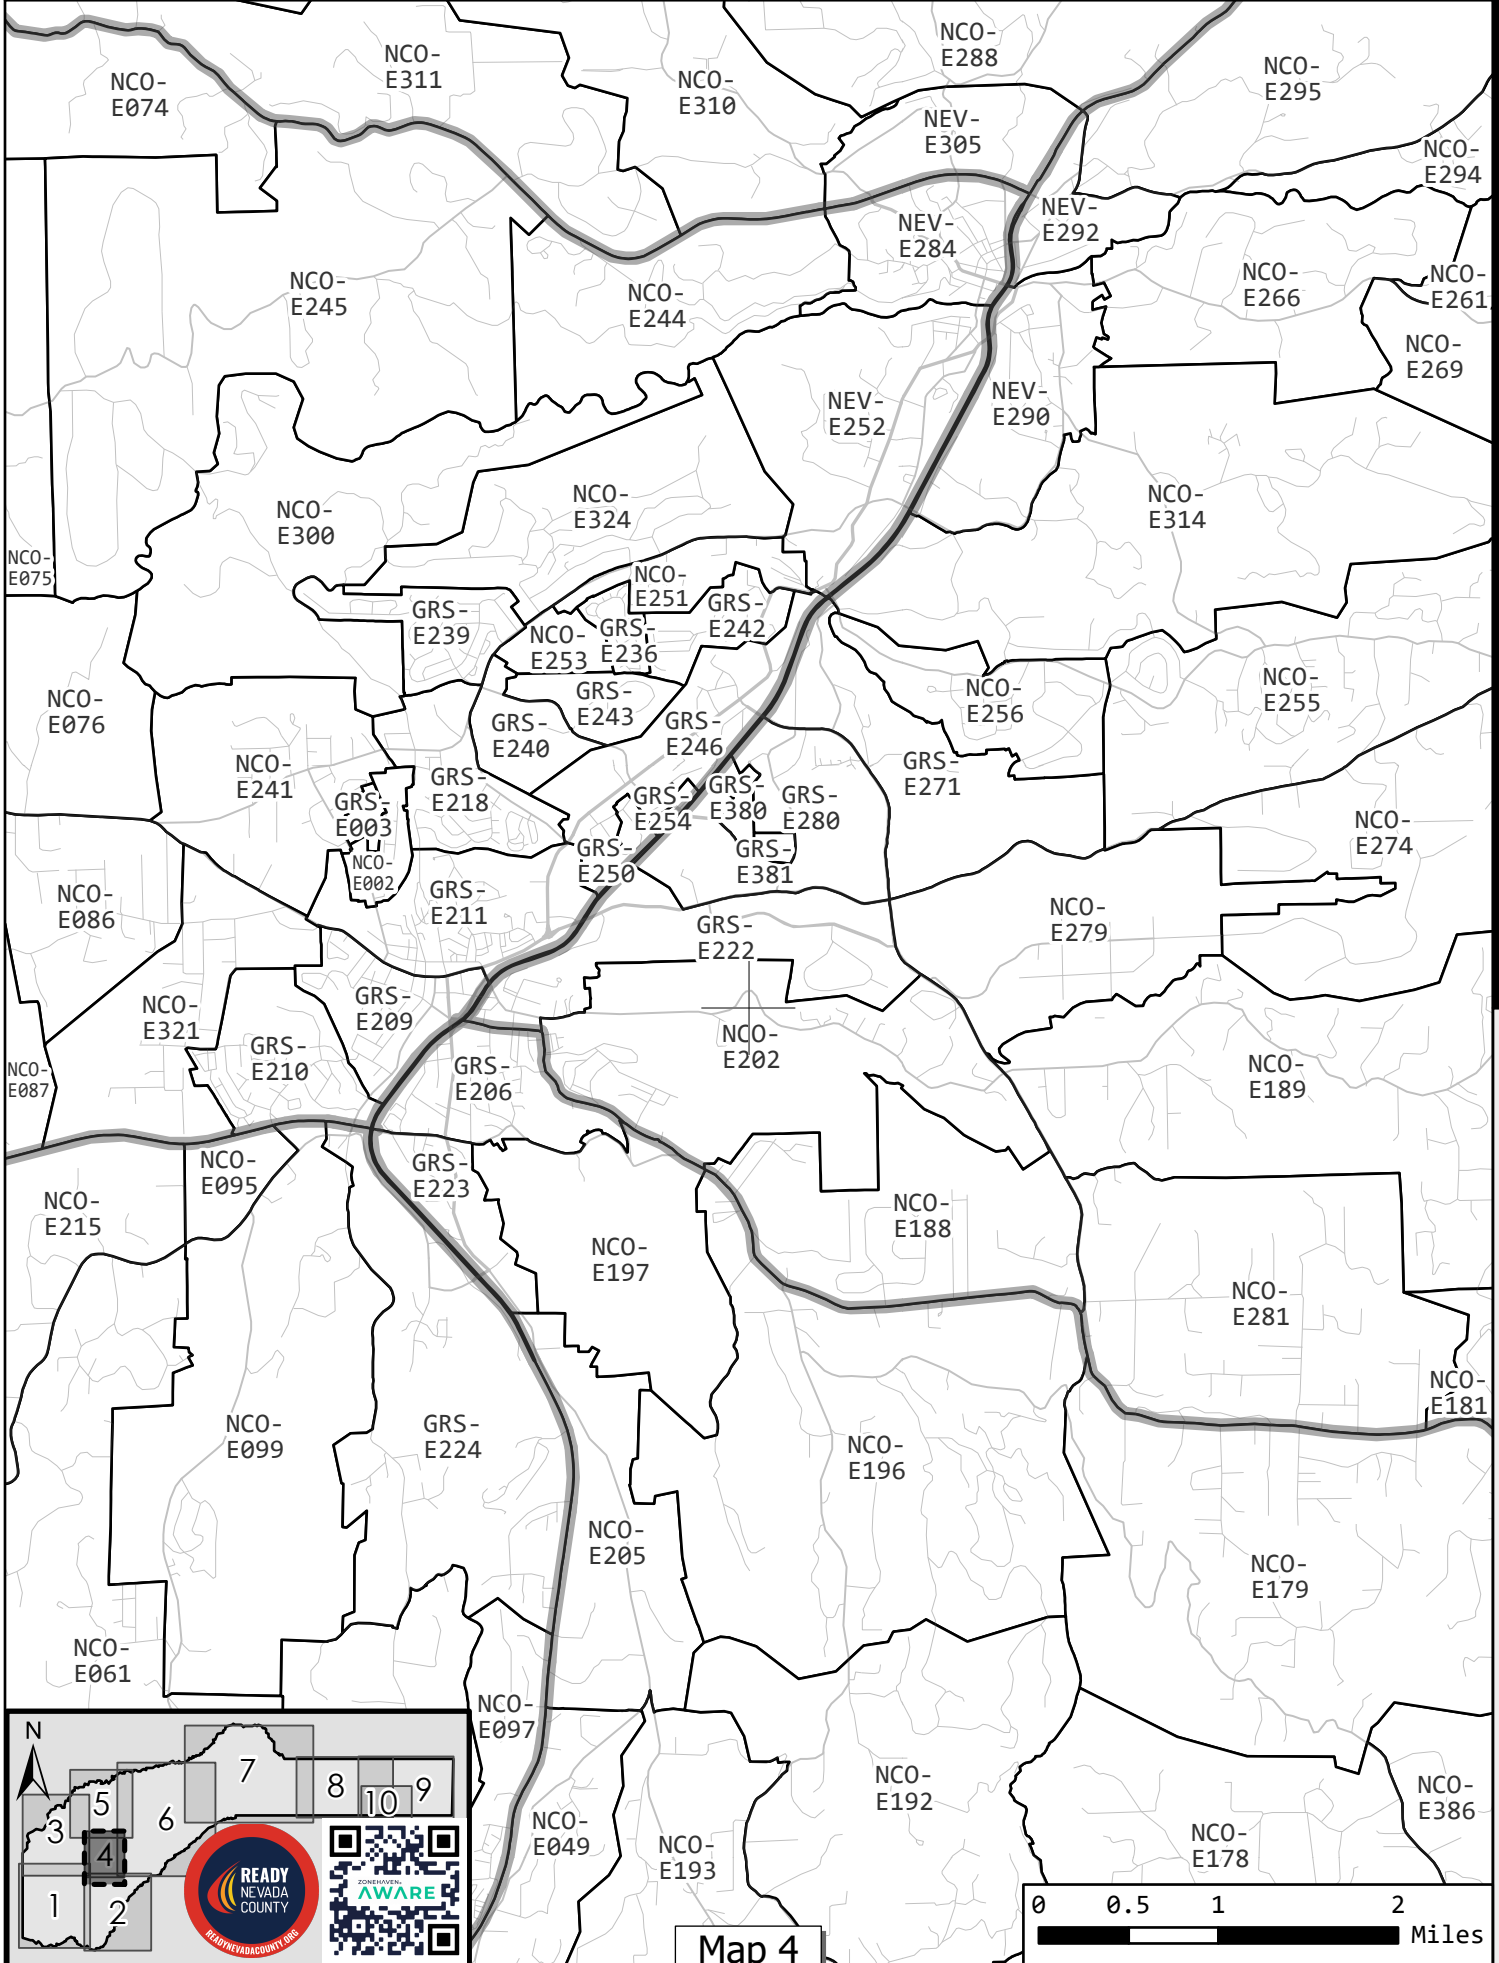 NCO-
E288
NCO-
E311
NCO-
E074
NCO-
E310
NCO-
E295
NEV-
E305
NCO-
E294
NEV-
E292
NEV-
E284
NCO-
E245
NCO-
E244
NCO-
E266
NCO-
E261
NCO-
E269
NEV-
E252
NEV-
E290
NCO-
E300
NCO-
E324
NCO-
E314
NCO-
E075
NCO-
E251
GRS-
E239
GRS-
E242
NCO-
E253
GRS-
E236
NCO-
E076
GRS-
E243
NCO-
E256
NCO-
E255
GRS-
E240
GRS-
E246
NCO-
E241
GRS-
E218
GRS-
E271
GRS-
E003
GRS-
E254
GRS-
E380
GRS-
E280
NCO-
E274
NCO-
E002
GRS-
E250
GRS-
E381
NCO-
E086
GRS-
E211
NCO-
E279
GRS-
E222
NCO-
E321
GRS-
E209
NCO-
E202
GRS-
E210
NCO-
E087
GRS-
E206
NCO-
E189
NCO-
E095
GRS-
E223
NCO-
E215
NCO-
E188
NCO-
E197
NCO-
E281
NCO-
E181
NCO-
E099
GRS-
E224
NCO-
E196
NCO-
E205
NCO-
E179
NCO-
E061
NCO-
E097
NCO-
E192
NCO-
E386
NCO-
E049
NCO-
E193
NCO-
E178
N
7
8
9
10
5
6
3
4
1
2
READY
NEVADA
COUNTY
READYNEVADACOUNTY.ORG
ZONEHAVEN
AWARE
Map 4
0 0.5 1 2
Miles